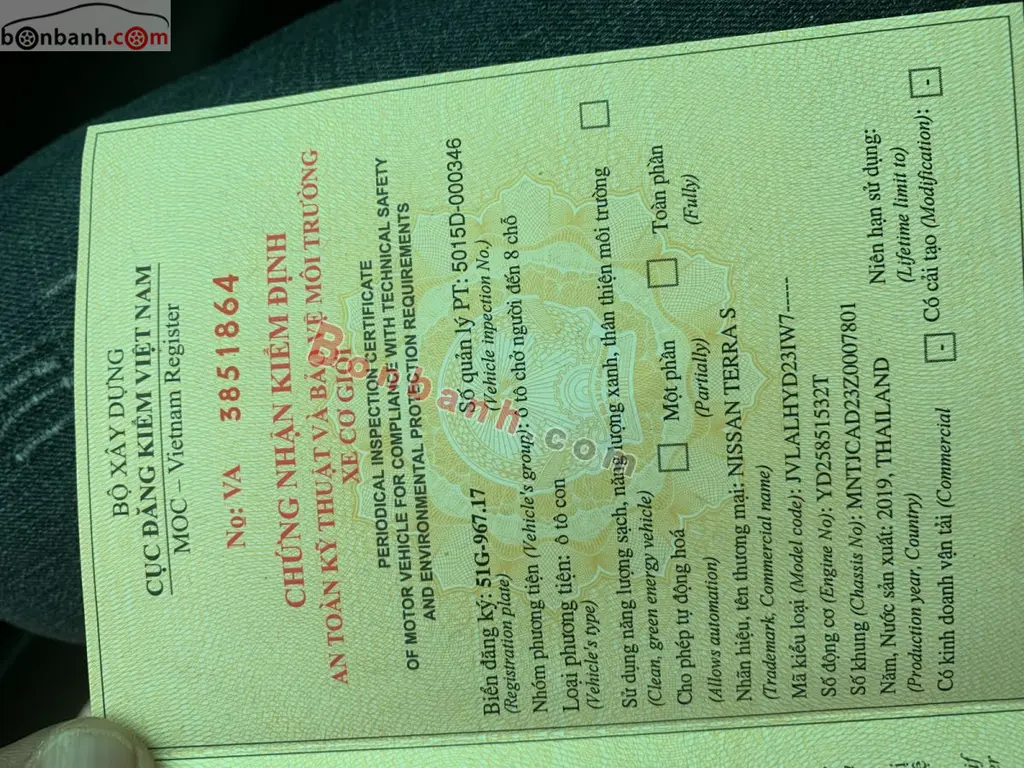 bonbanh.com
BỘ XÂY DỰNG
CỤC ĐĂNG KIỂM VIỆT NAM
MOC – Vietnam Register
Nọ: VA 3851864
CHỨNG NHẬN KIỂM ĐỊNH
AN TOÀN KỸ THUẬT VÀ BẢO VỆ MÔI TRƯỜNG
XE CƠ GIỚI
PERIODICAL INSPECTION CERTIFICATE
OF MOTOR VEHICLE FOR COMPLIANCE WITH TECHNICAL SAFETY
AND ENVIRONMENTAL PROTECTION REQUIREMENTS
Biển đăng ký: 51G-967.17 Số quản lý PT: 5015D-000346
(Registration plate) (Vehicle inpection No.)
Nhóm phương tiện (Vehicle's group): ô tô chở người đến 8 chỗ
Loại phương tiện: ô tô con
(Vehicle's type)
Sử dụng năng lượng sạch, năng lượng xanh, thân thiện môi trường
(Clean, green energy vehicle)
Cho phép tự động hoá Một phần Toàn phần
(Allows automation) (Partially) (Fully)
Nhãn hiệu, tên thương mại: NISSAN TERRA S
(Trademark, Commercial name)
Mã kiểu loại (Model code): JVLALHYD23IW7-----
Số động cơ (Engine No): YD25851532T
Số khung (Chassis No): MNTJCAD23Z0007801
Năm, Nước sản xuất: 2019, THAILAND Niên hạn sử dụng:
(Production year, Country) (Lifetime limit to)
Có kinh doanh vận tải (Commercial - Có cải tạo (Modification): -
Bonbanh.com